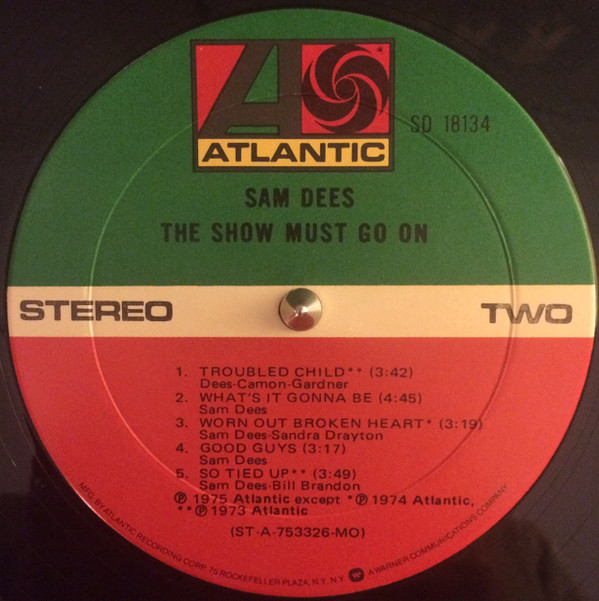 SD 18134
ATLANTIC
SAM DEES
THE SHOW MUST GO ON
STEREO
TWO
1. TROUBLED CHILD** (3:42)
Dees-Camon-Gardner
2. WHAT'S IT GONNA BE (4:45)
Sam Dees
3. WORN OUT BROKEN HEART* (3:19)
Sam Dees-Sandra Drayton
4. GOOD GUYS (3:17)
Sam Dees
5. SO TIED UP** (3:49)
Sam Dees-Bill Brandon
℗ 1975 Atlantic except *℗ 1974 Atlantic,
**℗ 1973 Atlantic
(ST-A-753326-MO)
MFG. BY ATLANTIC RECORDING CORP. 75 ROCKEFELLER PLAZA, N.Y. N.Y. A WARNER COMMUNICATIONS COMPANY